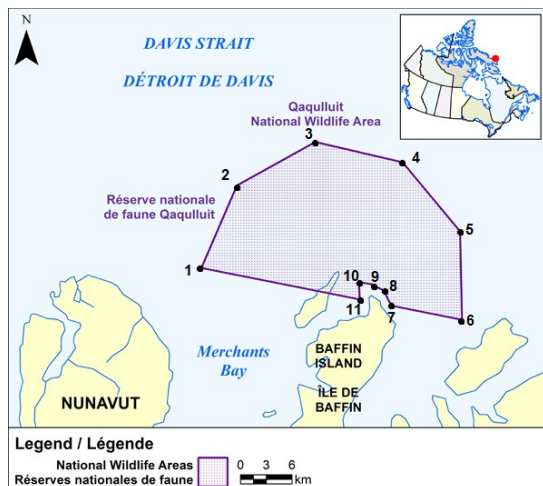 N
DAVIS STRAIT
DÉTROIT DE DAVIS
Qaqulluit
National Wildlife Area
3
4
2
Réserve nationale
de faune Qaqulluit
5
1
10
9
8
11
7
6
Merchants
Bay
BAFFIN
ISLAND
NUNAVUT
ÎLE DE
BAFFIN
Legend / Légende
National Wildlife Areas
Réserves nationales de faune
0 3 6
km